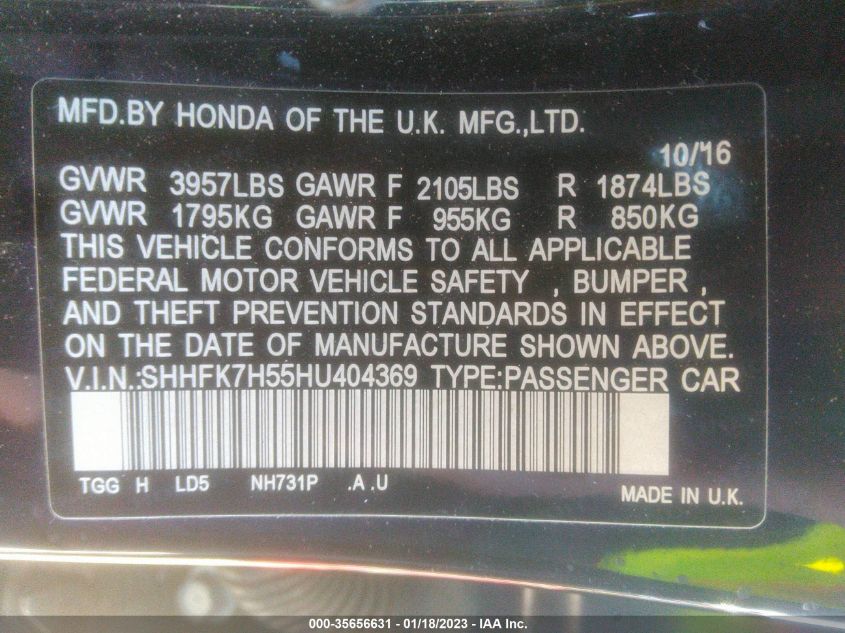 MFD.BY HONDA OF THE U.K. MFG.,LTD.
10/16
GVWR 3957LBS GAWR F 2105LBS R 1874LBS
GVWR 1795KG GAWR F 955KG R 850KG
THIS VEHICLE CONFORMS TO ALL APPLICABLE
FEDERAL MOTOR VEHICLE SAFETY , BUMPER ,
AND THEFT PREVENTION STANDARDS IN EFFECT
ON THE DATE OF MANUFACTURE SHOWN ABOVE.
V.I.N.:SHHFK7H55HU404369 TYPE:PASSENGER CAR
TGG H LD5 NH731P .A .U
MADE IN U.K.
000-35656631 - 01/18/2023 - IAA Inc.